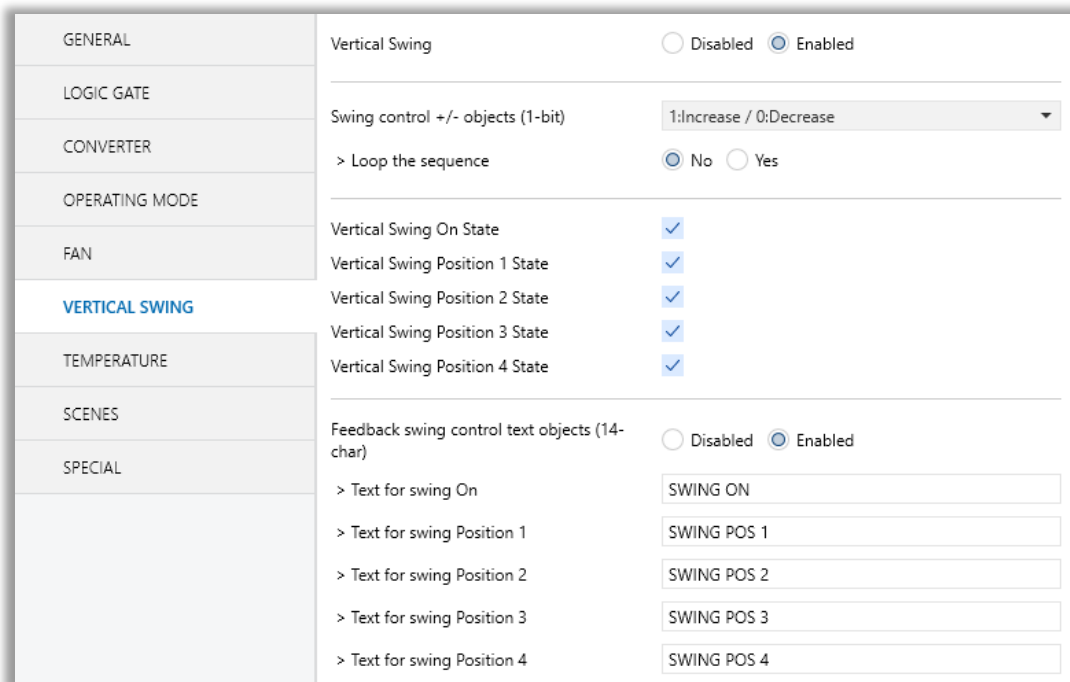 GENERAL
LOGIC GATE
CONVERTER
OPERATING MODE
FAN
VERTICAL SWING
TEMPERATURE
SCENES
SPECIAL
Vertical Swing Disabled Enabled
Swing control +/- objects (1-bit) 1:Increase / 0:Decrease
> Loop the sequence No Yes
Vertical Swing On State
Vertical Swing Position 1 State
Vertical Swing Position 2 State
Vertical Swing Position 3 State
Vertical Swing Position 4 State
Feedback swing control text objects (14-
char) Disabled Enabled
> Text for swing On SWING ON
> Text for swing Position 1 SWING POS 1
> Text for swing Position 2 SWING POS 2
> Text for swing Position 3 SWING POS 3
> Text for swing Position 4 SWING POS 4